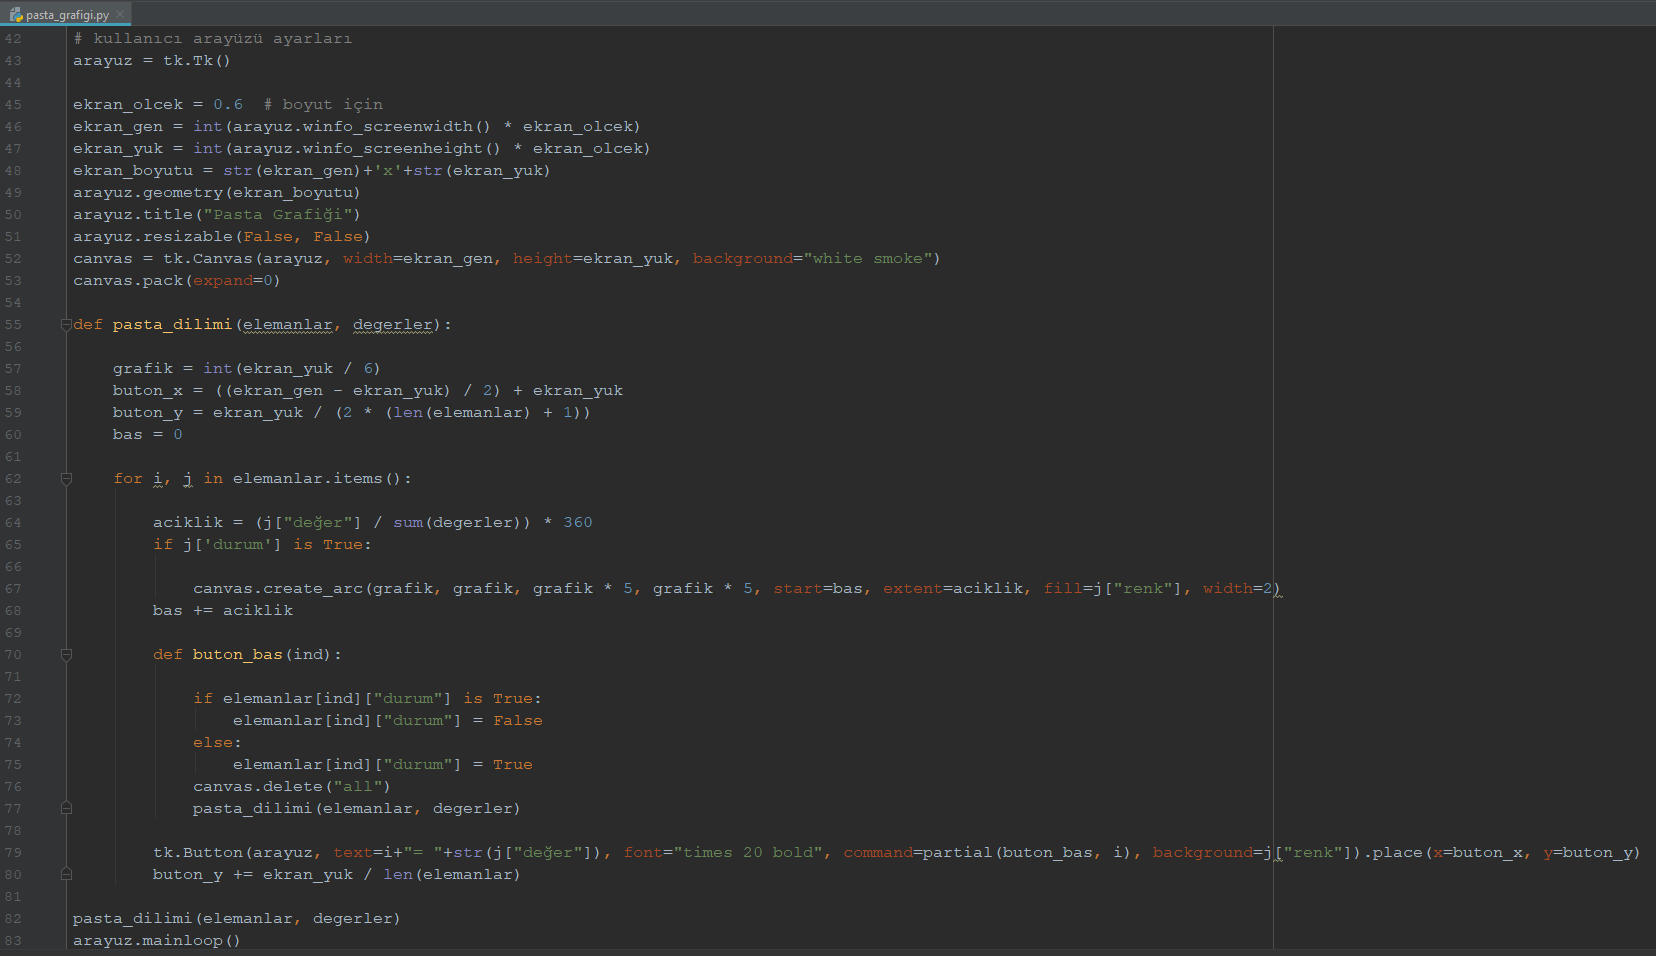 pasta_grafigi.py
42 # kullanıcı arayüzü ayarları
43 arayuz = tk.Tk()
44
45 ekran_olcek = 0.6  # boyut için
46 ekran_gen = int(arayuz.winfo_screenwidth() * ekran_olcek)
47 ekran_yuk = int(arayuz.winfo_screenheight() * ekran_olcek)
48 ekran_boyutu = str(ekran_gen)+'x'+str(ekran_yuk)
49 arayuz.geometry(ekran_boyutu)
50 arayuz.title("Pasta Grafiği")
51 arayuz.resizable(False, False)
52 canvas = tk.Canvas(arayuz, width=ekran_gen, height=ekran_yuk, background="white smoke")
53 canvas.pack(expand=0)
54
55 def pasta_dilimi(elemanlar, degerler):
56
57     grafik = int(ekran_yuk / 6)
58     buton_x = ((ekran_gen - ekran_yuk) / 2) + ekran_yuk
59     buton_y = ekran_yuk / (2 * (len(elemanlar) + 1))
60     bas = 0
61
62     for i, j in elemanlar.items():
63
64         aciklik = (j["değer"] / sum(degerler)) * 360
65         if j['durum'] is True:
66
67             canvas.create_arc(grafik, grafik, grafik * 5, grafik * 5, start=bas, extent=aciklik, fill=j["renk"], width=2)
68         bas += aciklik
69
70         def buton_bas(ind):
71
72             if elemanlar[ind]["durum"] is True:
73                 elemanlar[ind]["durum"] = False
74             else:
75                 elemanlar[ind]["durum"] = True
76             canvas.delete("all")
77             pasta_dilimi(elemanlar, degerler)
78
79         tk.Button(arayuz, text=i+"= "+str(j["değer"]), font="times 20 bold", command=partial(buton_bas, i), background=j["renk"]).place(x=buton_x, y=buton_y)
80         buton_y += ekran_yuk / len(elemanlar)
81
82 pasta_dilimi(elemanlar, degerler)
83 arayuz.mainloop()